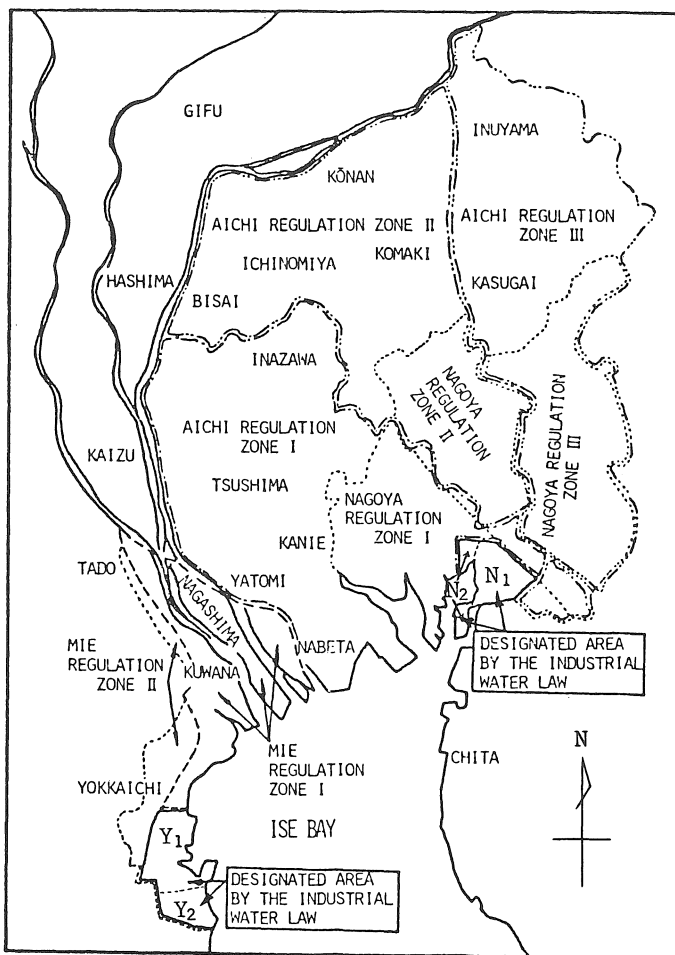 GIFU
INUYAMA
KŌNAN
AICHI REGULATION ZONE II
AICHI REGULATION
ZONE III
KOMAKI
ICHINOMIYA
HASHIMA
KASUGAI
BISAI
INAZAWA
NAGOYA
REGULATION
ZONE II
AICHI REGULATION
ZONE I
NAGOYA REGULATION
ZONE III
KAIZU
TSUSHIMA
NAGOYA
REGULATION
ZONE I
KANIE
TADO
YATOMI
N2
N1
NAGASHIMA
MIE
REGULATION
ZONE II
NABETA
KUWANA
DESIGNATED AREA
BY THE INDUSTRIAL
WATER LAW
MIE
REGULATION
ZONE I
CHITA
N
YOKKAICHI
ISE BAY
Y1
DESIGNATED AREA
BY THE INDUSTRIAL
WATER LAW
Y2